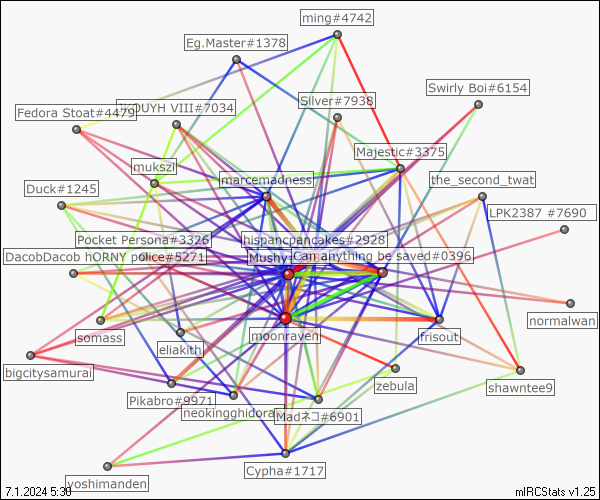 ming#4742
Eg.Master#1378
Swirly Boi#6154
Silver#7938
Fedora Stoat#4479
OUYH VIII#7034
Majestic#3375
mukszi
marcemadness
the_second_twat
Duck#1245
LPK2387 #7690
Pocket Persona#3326
hispancpancakes#2928
DacobDacob hORNY police#5271
Mushy
Can anything be saved#0396
normalwan
somass
moonraven
frisout
eliakith
bigcitysamurai
zebula
shawntee9
Pikabro#9971
neokingghidora
Madネコ#6901
Cypha#1717
yoshimanden
7.1.2024 5:30
mIRCStats v1.25